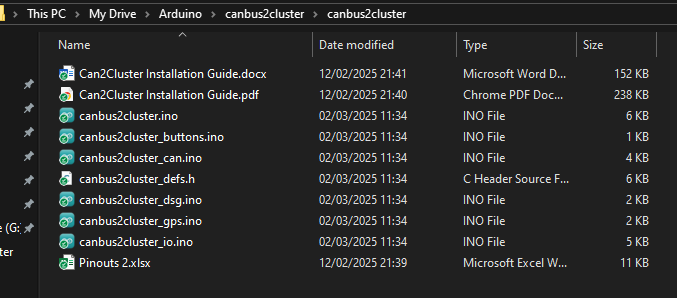 This PC > My Drive > Arduino > canbus2cluster > canbus2cluster
Name Date modified Type Size
Can2Cluster Installation Guide.docx 12/02/2025 21:41 Microsoft Word D... 152 KB
Can2Cluster Installation Guide.pdf 12/02/2025 21:40 Chrome PDF Doc... 238 KB
canbus2cluster.ino 02/03/2025 11:34 INO File 6 KB
canbus2cluster_buttons.ino 02/03/2025 11:34 INO File 1 KB
canbus2cluster_can.ino 02/03/2025 11:34 INO File 4 KB
canbus2cluster_defs.h 02/03/2025 11:34 C Header Source F... 6 KB
canbus2cluster_dsg.ino 02/03/2025 11:34 INO File 2 KB
canbus2cluster_gps.ino 02/03/2025 11:34 INO File 2 KB
e (G: canbus2cluster_io.ino 02/03/2025 11:34 INO File 5 KB
ter Pinouts 2.xlsx 12/02/2025 21:39 Microsoft Excel W... 11 KB